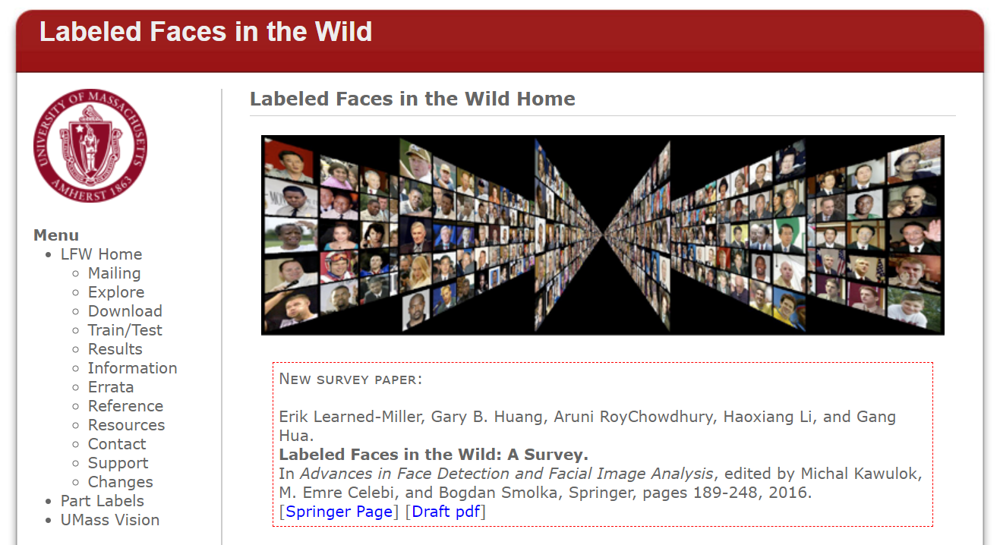 Labeled Faces in the Wild
UNIVERSITY OF MASSACHUSETTS
AMHERST 1863
Menu
LFW Home
Mailing
Explore
Download
Train/Test
Results
Information
Errata
Reference
Resources
Contact
Support
Changes
Part Labels
UMass Vision
Labeled Faces in the Wild Home
New survey paper:
Erik Learned-Miller, Gary B. Huang, Aruni RoyChowdhury, Haoxiang Li, and Gang
Hua.
Labeled Faces in the Wild: A Survey.
In Advances in Face Detection and Facial Image Analysis, edited by Michal Kawulok,
M. Emre Celebi, and Bogdan Smolka, Springer, pages 189-248, 2016.
[Springer Page] [Draft pdf]